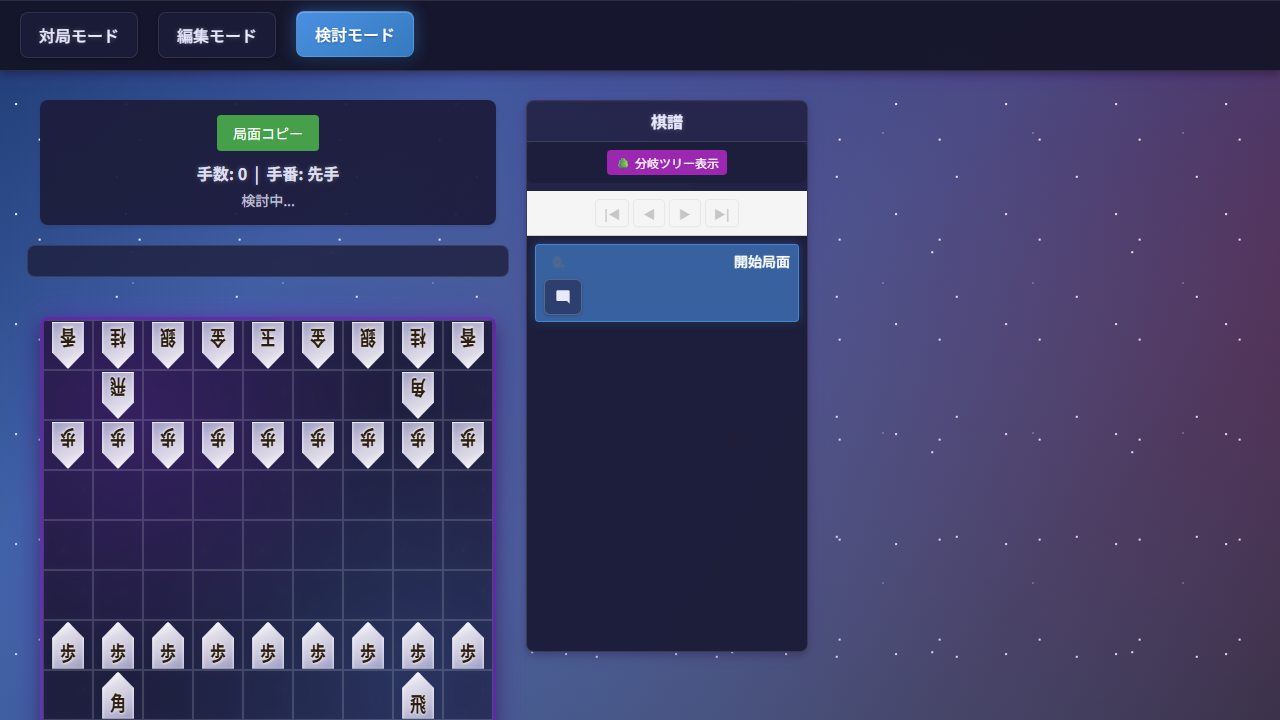 対局モード 編集モード 検討モード
局面コピー
手数: 0 | 手番: 先手
検討中...
棋譜
分岐ツリー表示
|◀ ◀ ▶ ▶|
0. 開始局面
香 桂 銀 金 玉 金 銀 桂 香
飛 角
歩 歩 歩 歩 歩 歩 歩 歩 歩
歩 歩 歩 歩 歩 歩 歩 歩 歩
角 飛